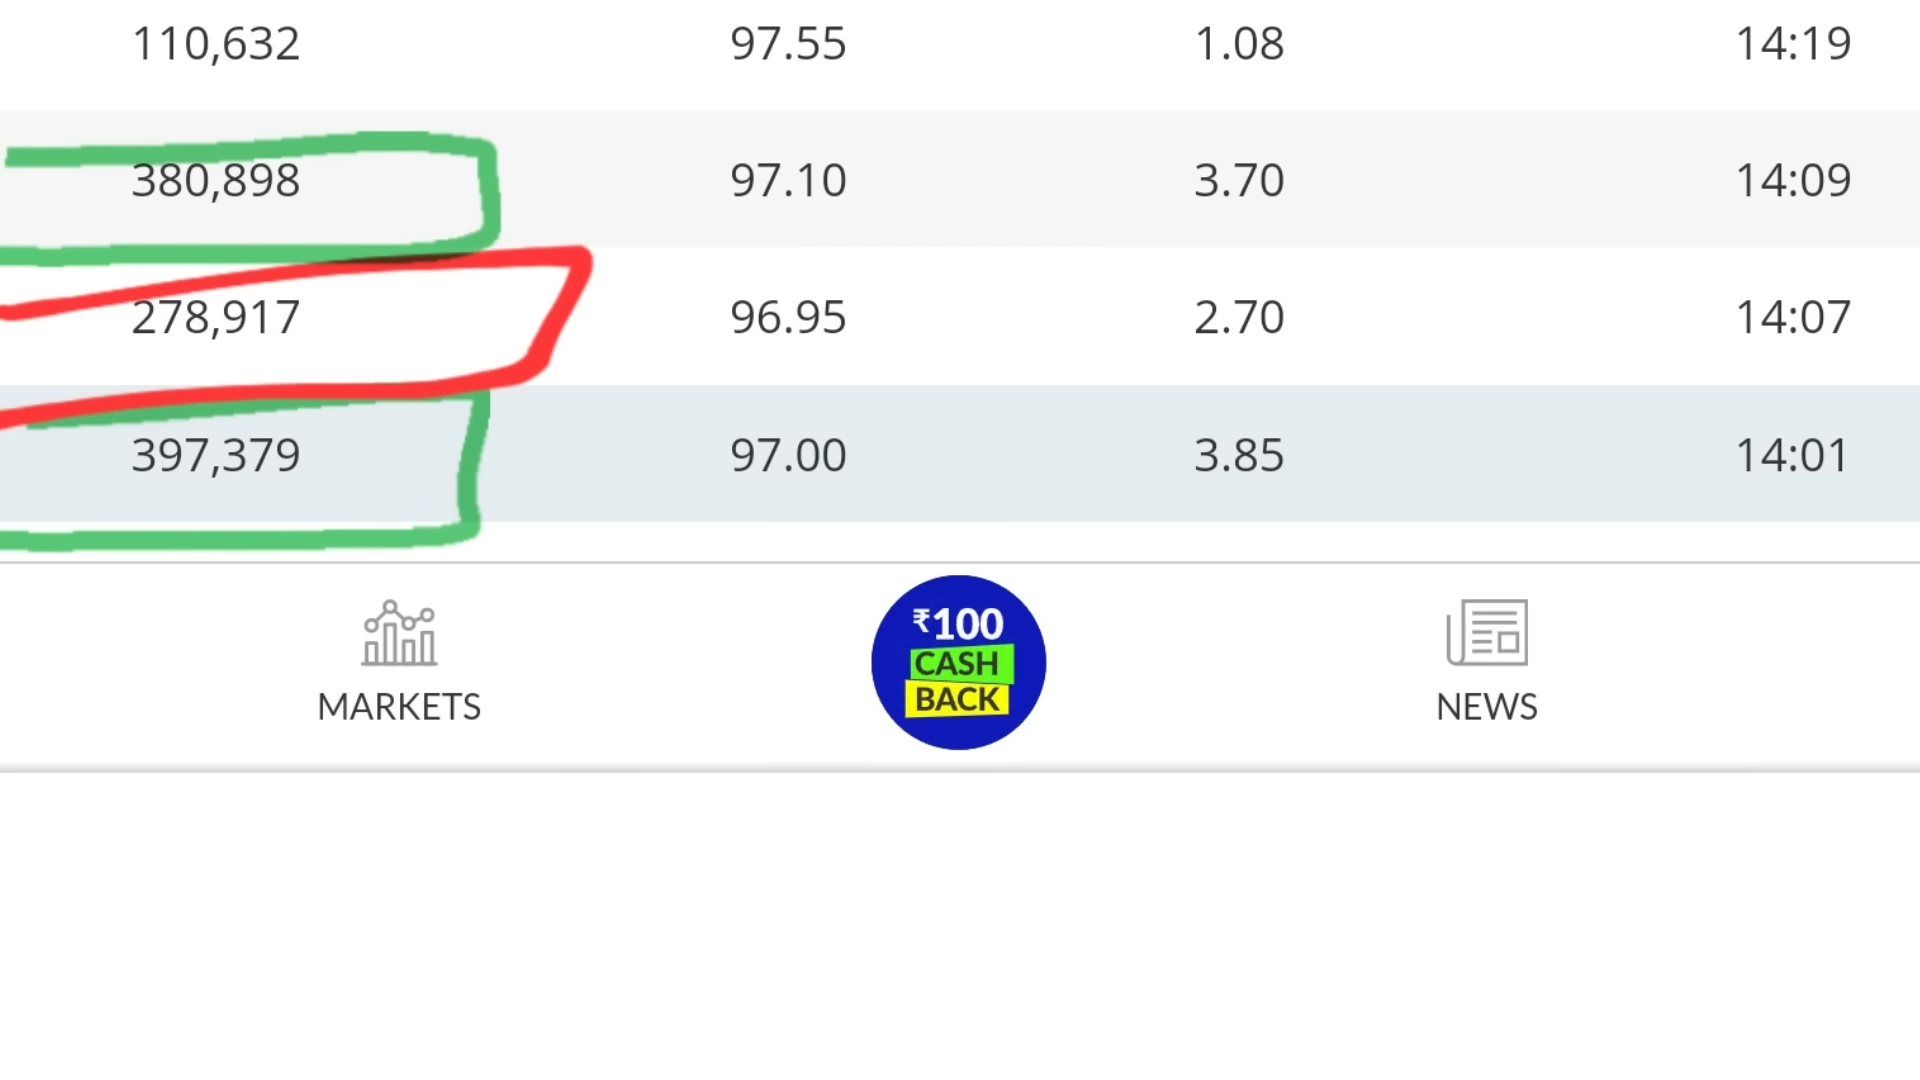 110,632 97.55 1.08 14:19
380,898 97.10 3.70 14:09
278,917 96.95 2.70 14:07
397,379 97.00 3.85 14:01
₹100
CASH
BACK
MARKETS
NEWS